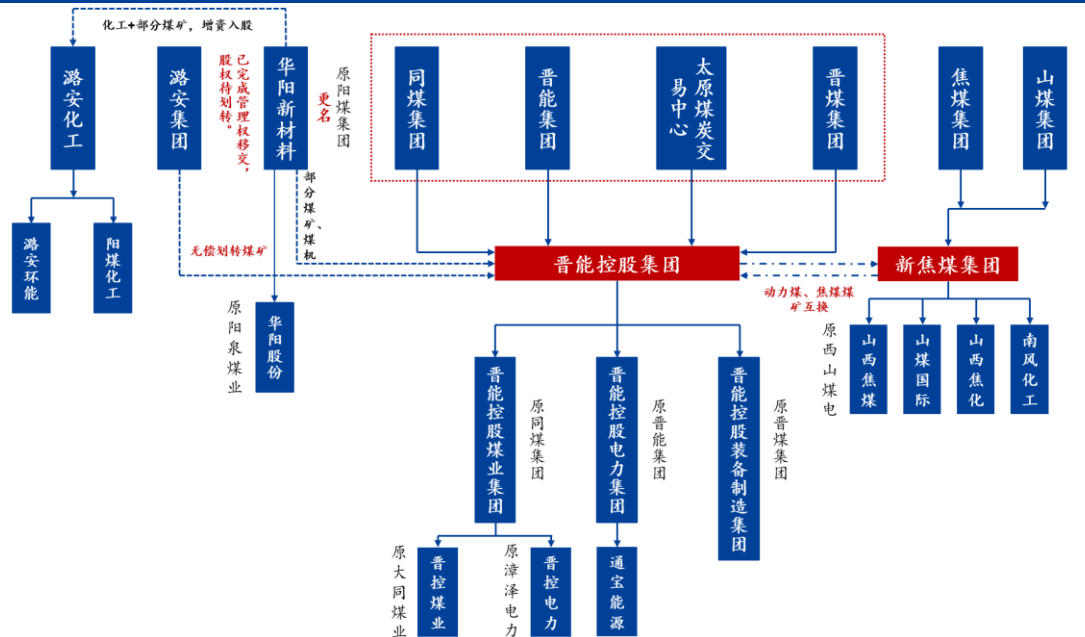 化工+部分煤矿，增资入股
潞安化工
潞安集团
已完成管理权移交，
股权待划转。
华阳新材料
更名
原阳煤集团
同煤集团
晋能集团
太原煤炭交
易中心
晋煤集团
焦煤集团
山煤集团
部分煤矿、煤机
潞安环能
阳煤化工
无偿划转煤矿
晋能控股集团
新焦煤集团
动力煤、焦煤煤
矿互换
原阳泉煤业
华阳股份
原西山煤电
山西焦煤
山煤国际
山西焦化
南风化工
晋能控股煤业集团
原同煤集团
晋能控股电力集团
原晋能集团
晋能控股装备制造集团
原晋煤集团
原大同煤业
晋控煤业
原漳泽电力
晋控电力
通宝能源